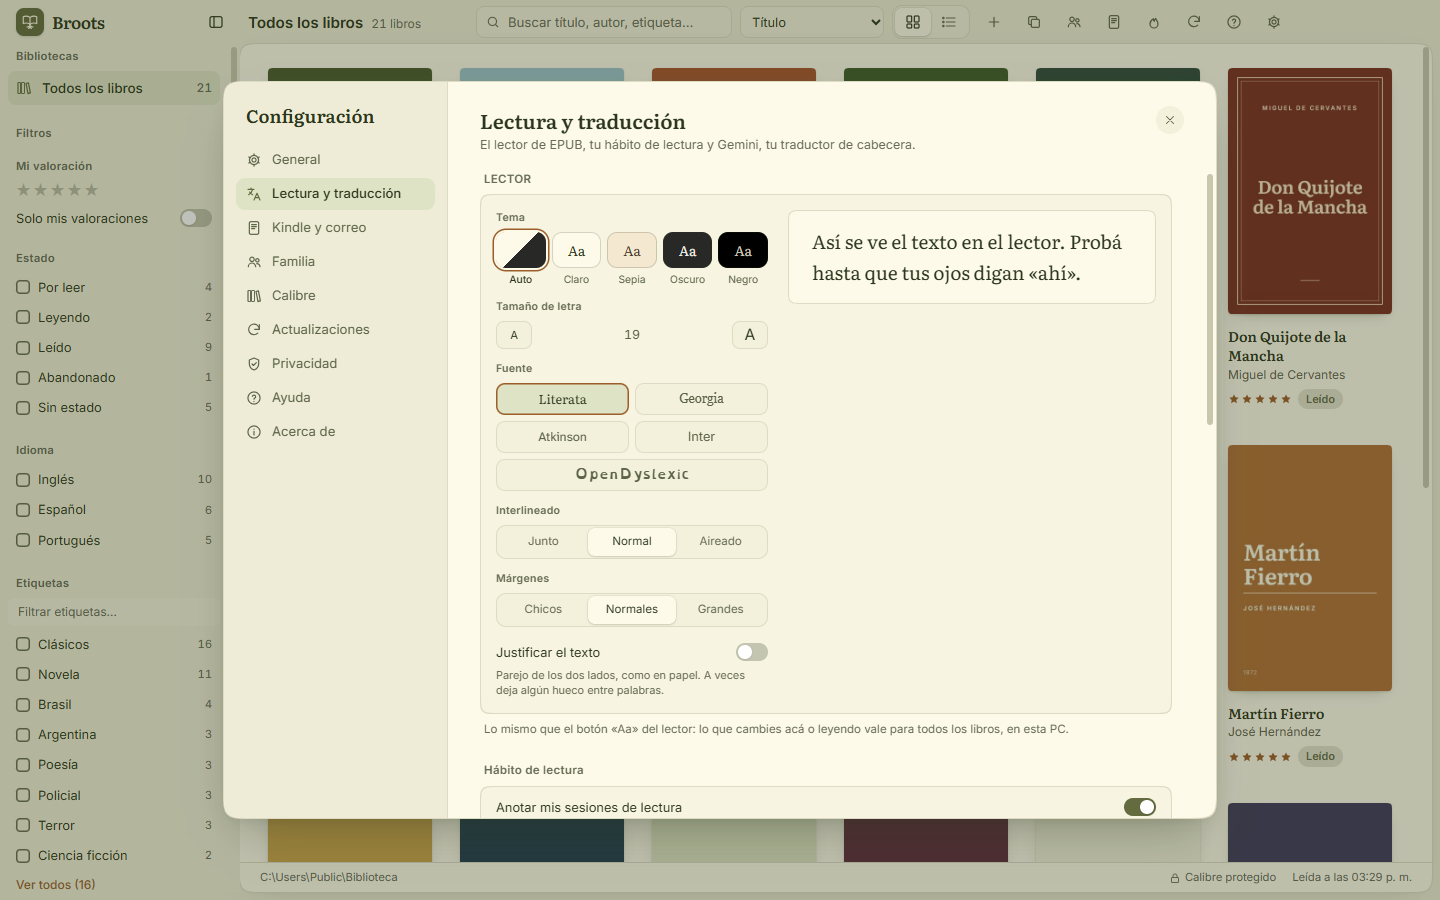 Broots
Todos los libros 21 libros
Buscar título, autor, etiqueta...
Título
Bibliotecas
Todos los libros 21
Filtros
Mi valoración
Solo mis valoraciones
Estado
Por leer 4
Leyendo 2
Leído 9
Abandonado 1
Sin estado 5
Idioma
Inglés 10
Español 6
Portugués 5
Etiquetas
Filtrar etiquetas...
Clásicos 16
Novela 11
Brasil 4
Argentina 3
Poesía 3
Policial 3
Terror 3
Ciencia ficción 2
Ver todos (16)
Configuración
General
Lectura y traducción
Kindle y correo
Familia
Calibre
Actualizaciones
Privacidad
Ayuda
Acerca de
Lectura y traducción
El lector de EPUB, tu hábito de lectura y Gemini, tu traductor de cabecera.
LECTOR
Tema
Aa Aa Aa Aa
Auto Claro Sepia Oscuro Negro
Tamaño de letra
A 19 A
Fuente
Literata Georgia
Atkinson Inter
OpenDyslexic
Interlineado
Junto Normal Aireado
Márgenes
Chicos Normales Grandes
Justificar el texto
Parejo de los dos lados, como en papel. A veces
deja algún hueco entre palabras.
Así se ve el texto en el lector. Probá
hasta que tus ojos digan «ahí».
Lo mismo que el botón «Aa» del lector: lo que cambies acá o leyendo vale para todos los libros, en esta PC.
Hábito de lectura
Anotar mis sesiones de lectura
MIGUEL DE CERVANTES
Don Quijote
de la Mancha
Don Quijote de la
Mancha
Miguel de Cervantes
Leído
Martín
Fierro
JOSÉ HERNÁNDEZ
1872
Martín Fierro
José Hernández
Leído
C:\Users\Public\Biblioteca
Calibre protegido Leída a las 03:29 p. m.